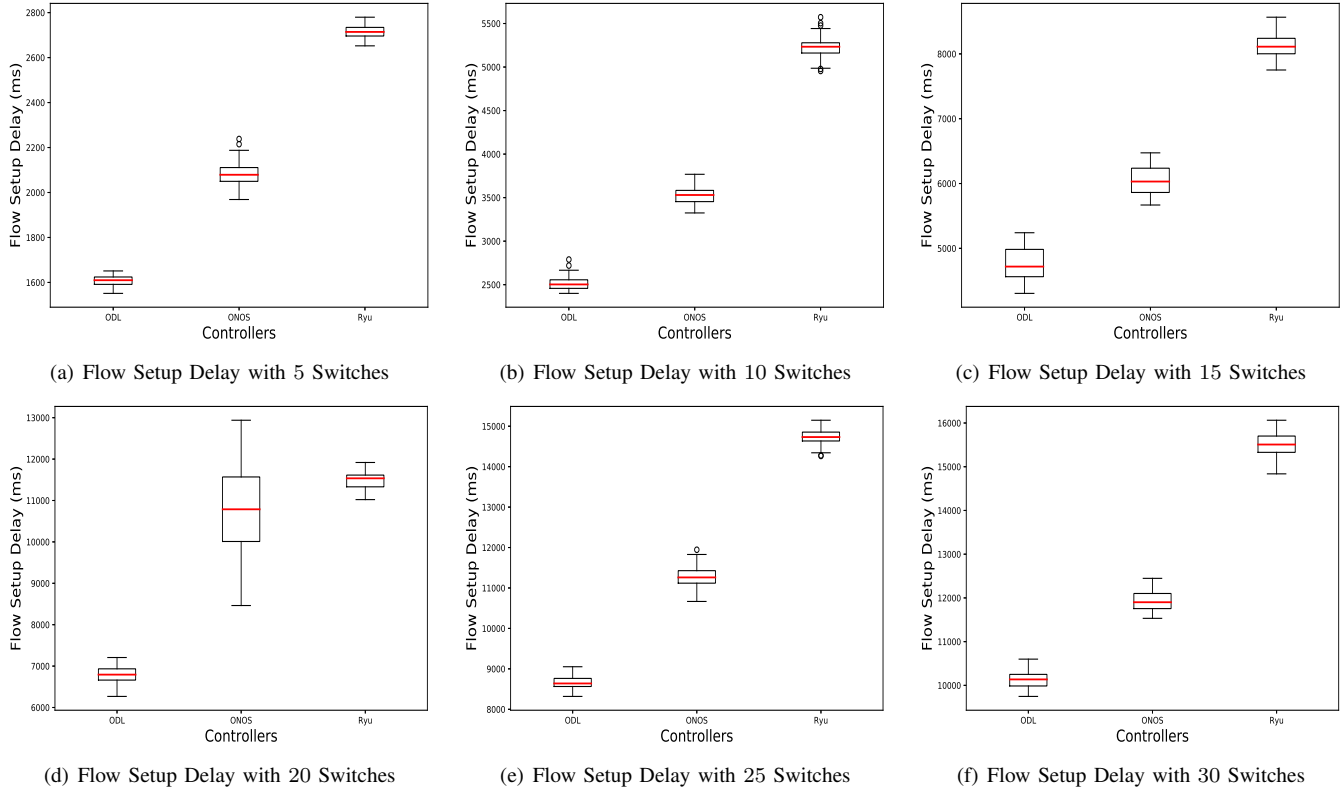 2800
2600
2400
2200
2000
1800
1600
Flow Setup Delay (ms)
ODL
ONOS
Ryu
Controllers
(a) Flow Setup Delay with 5 Switches
5500
5000
4500
4000
3500
3000
2500
Flow Setup Delay (ms)
ODL
ONOS
Ryu
Controllers
(b) Flow Setup Delay with 10 Switches
8000
7000
6000
5000
Flow Setup Delay (ms)
ODL
ONOS
Ryu
Controllers
(c) Flow Setup Delay with 15 Switches
13000
12000
11000
10000
9000
8000
7000
6000
Flow Setup Delay (ms)
ODL
ONOS
Ryu
Controllers
(d) Flow Setup Delay with 20 Switches
15000
14000
13000
12000
11000
10000
9000
8000
Flow Setup Delay (ms)
ODL
ONOS
Ryu
Controllers
(e) Flow Setup Delay with 25 Switches
16000
15000
14000
13000
12000
11000
10000
Flow Setup Delay (ms)
ODL
ONOS
Ryu
Controllers
(f) Flow Setup Delay with 30 Switches